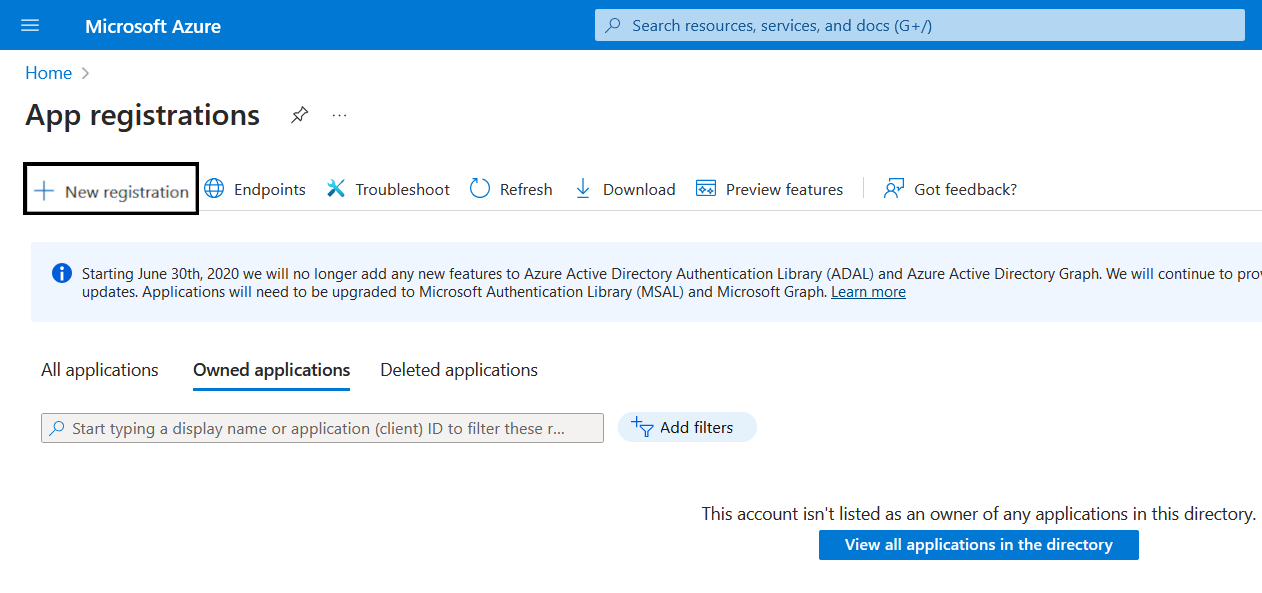 Microsoft Azure
Search resources, services, and docs (G+/)
Home
App registrations
New registration
Endpoints
Troubleshoot
Refresh
Download
Preview features
Got feedback?
Starting June 30th, 2020 we will no longer add any new features to Azure Active Directory Authentication Library (ADAL) and Azure Active Directory Graph. We will continue to pro
updates. Applications will need to be upgraded to Microsoft Authentication Library (MSAL) and Microsoft Graph. Learn more
All applications
Owned applications
Deleted applications
Start typing a display name or application (client) ID to filter these r...
Add filters
This account isn't listed as an owner of any applications in this directory.
View all applications in the directory